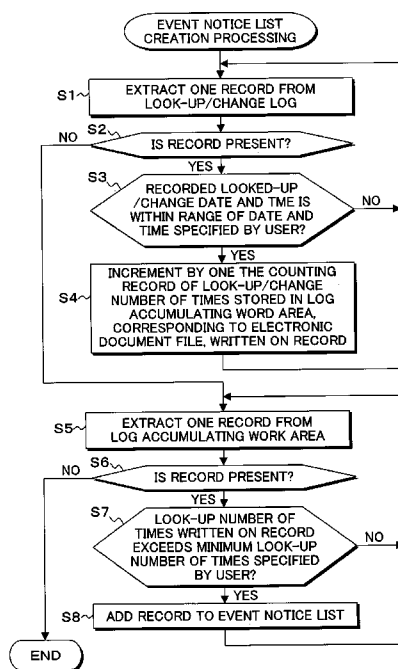 EVENT NOTICE LIST
CREATION PROCESSING
S1
EXTRACT ONE RECORD FROM
LOOK-UP/CHANGE LOG
S2
NO
IS RECORD PRESENT?
YES
S3
RECORDED LOOKED-UP
/CHANGE DATE AND TME IS
WITHIN RANGE OF DATE AND
TIME SPECIFIED BY USER?
NO
YES
S4
INCREMENT BY ONE THE COUNTING
RECORD OF LOOK-UP/CHANGE
NUMBER OF TIMES STORED IN LOG
ACCUMULATING WORD AREA,
CORRESPONDING TO ELECTRONIC
DOCUMENT FILE, WRITTEN ON RECORD
S5
EXTRACT ONE RECORD FROM
LOG ACCUMULATING WORK AREA
S6
NO
IS RECORD PRESENT?
YES
S7
LOOK-UP NUMBER OF
TIMES WRITTEN ON RECORD
EXCEEDS MINIMUM LOOK-UP
NUMBER OF TIMES SPECIFIED
BY USER?
NO
YES
S8
ADD RECORD TO EVENT NOTICE LIST
END